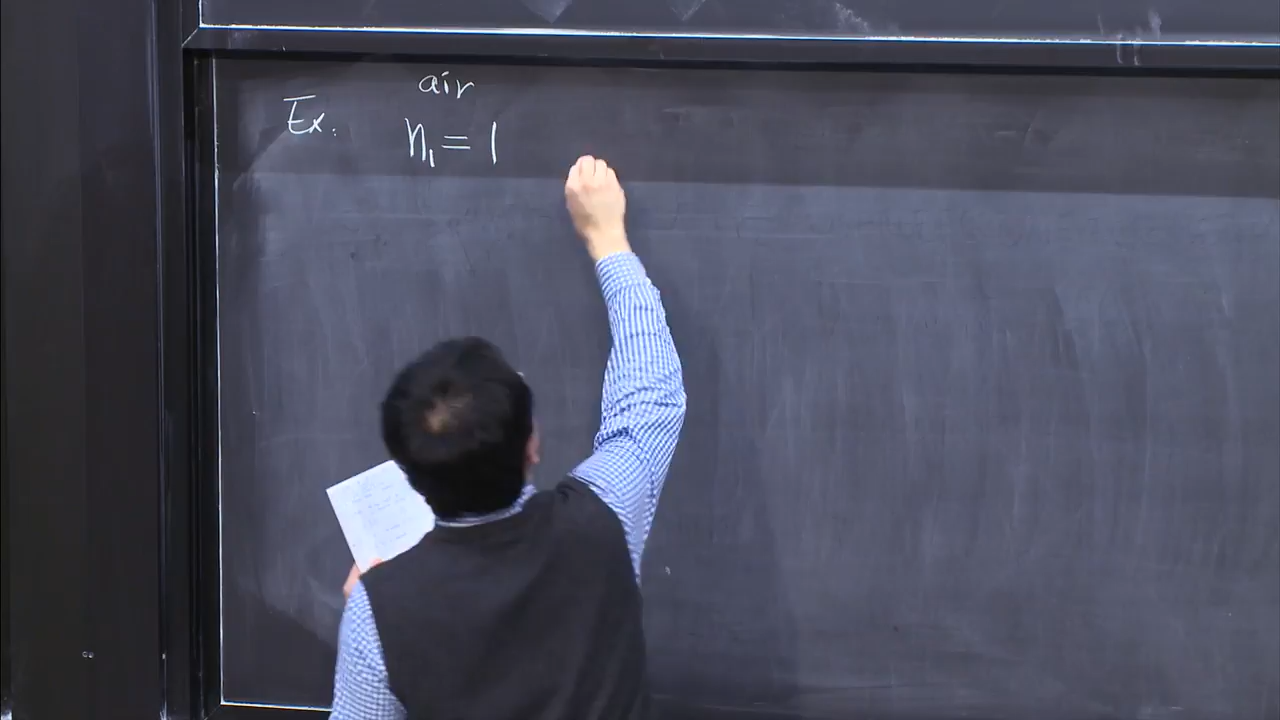 air
Ex:
n₁ = 1